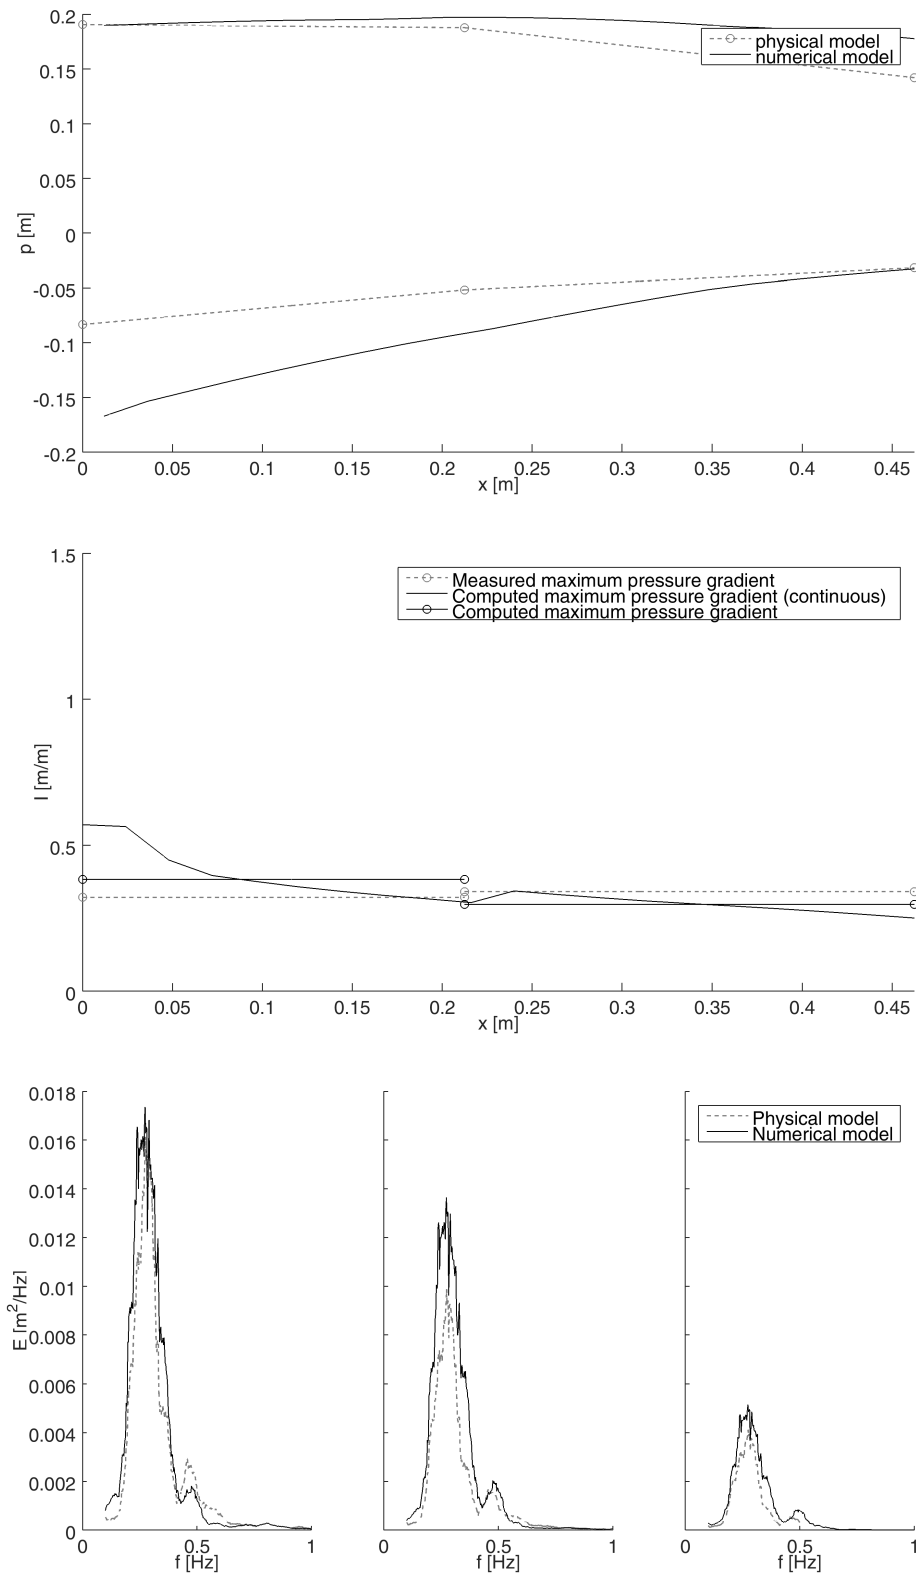 0.2
0.15
0.1
0.05
0
-0.05
-0.1
-0.15
-0.2
p [m]
physical model
numerical model
0 0.05 0.1 0.15 0.2 0.25 0.3 0.35 0.4 0.45
x [m]
1.5
1
0.5
0
I [m/m]
Measured maximum pressure gradient
Computed maximum pressure gradient (continuous)
Computed maximum pressure gradient
0 0.05 0.1 0.15 0.2 0.25 0.3 0.35 0.4 0.45
x [m]
0.018
0.016
0.014
0.012
0.01
0.008
0.006
0.004
0.002
0
E [m²/Hz]
Physical model
Numerical model
0 0.5 1 0 0.5 1 0 0.5 1
f [Hz] f [Hz] f [Hz]